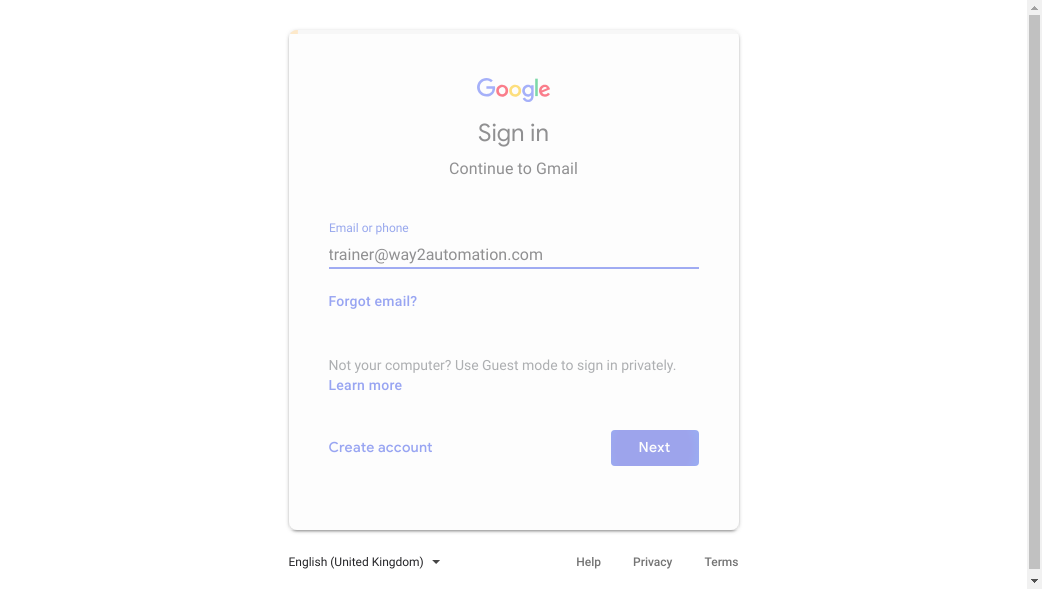 Google
Sign in
Continue to Gmail
Email or phone
trainer@way2automation.com
Forgot email?
Not your computer? Use Guest mode to sign in privately.
Learn more
Create account
Next
English (United Kingdom)
Help
Privacy
Terms